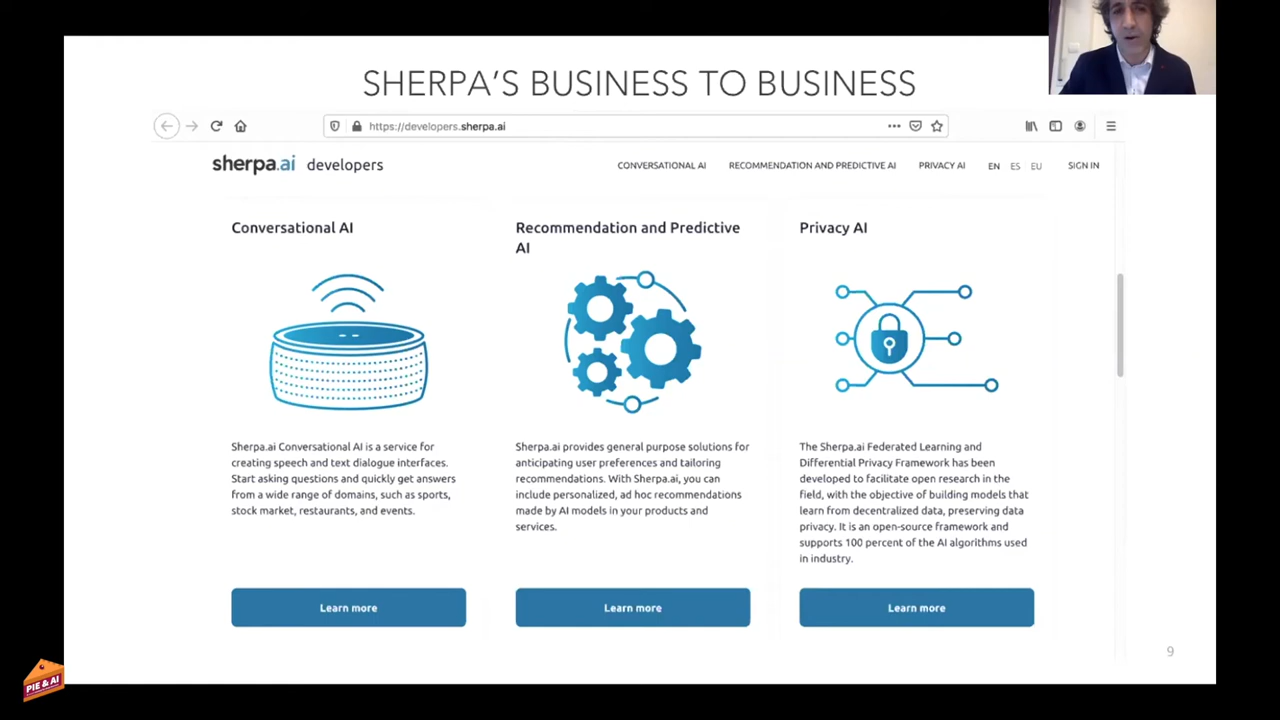 SHERPA'S BUSINESS TO BUSINESS
https://developers.sherpa.ai
sherpa.ai developers
CONVERSATIONAL AI
RECOMMENDATION AND PREDICTIVE AI
PRIVACY AI
EN
ES
EU
SIGN IN
Conversational AI
Sherpa.ai Conversational AI is a service for
creating speech and text dialogue interfaces.
Start asking questions and quickly get answers
from a wide range of domains, such as sports,
stock market, restaurants, and events.
Learn more
Recommendation and Predictive
AI
Sherpa.ai provides general purpose solutions for
anticipating user preferences and tailoring
recommendations. With Sherpa.ai, you can
include personalized, ad hoc recommendations
made by AI models in your products and
services.
Learn more
Privacy AI
The Sherpa.ai Federated Learning and
Differential Privacy Framework has been
developed to facilitate open research in the
field, with the objective of building models that
learn from decentralized data, preserving data
privacy. It is an open-source framework and
supports 100 percent of the AI algorithms used
in industry.
Learn more
9
PIE & AI